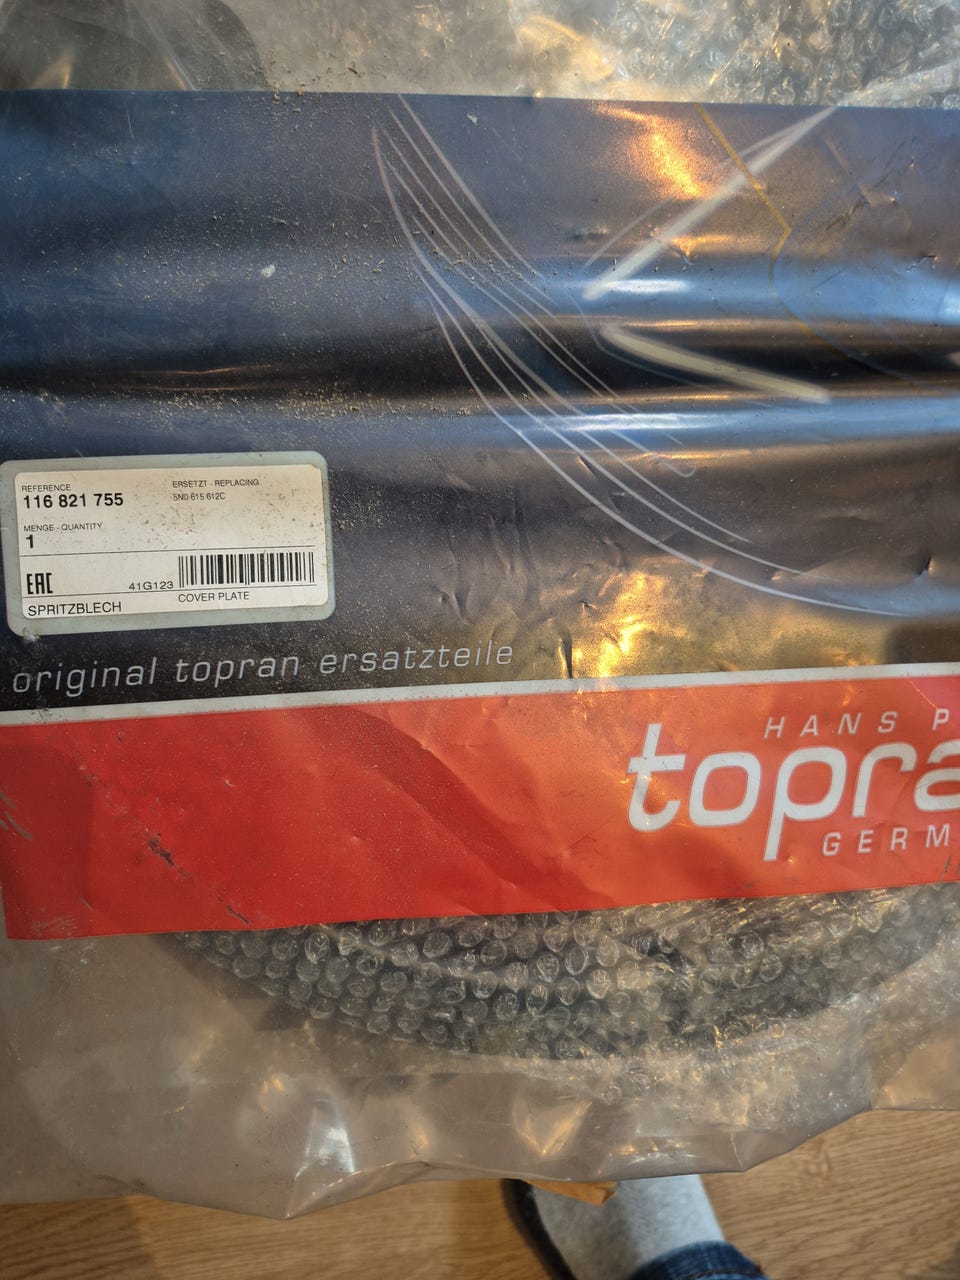 REFERENCE
116 821 755
ERSETZT - REPLACING
5N0 615 612C
MENGE - QUANTITY
1
EAC
41G123
SPRITZBLECH
COVER PLATE
original topran ersatzteile
HANS P
topra
GERM